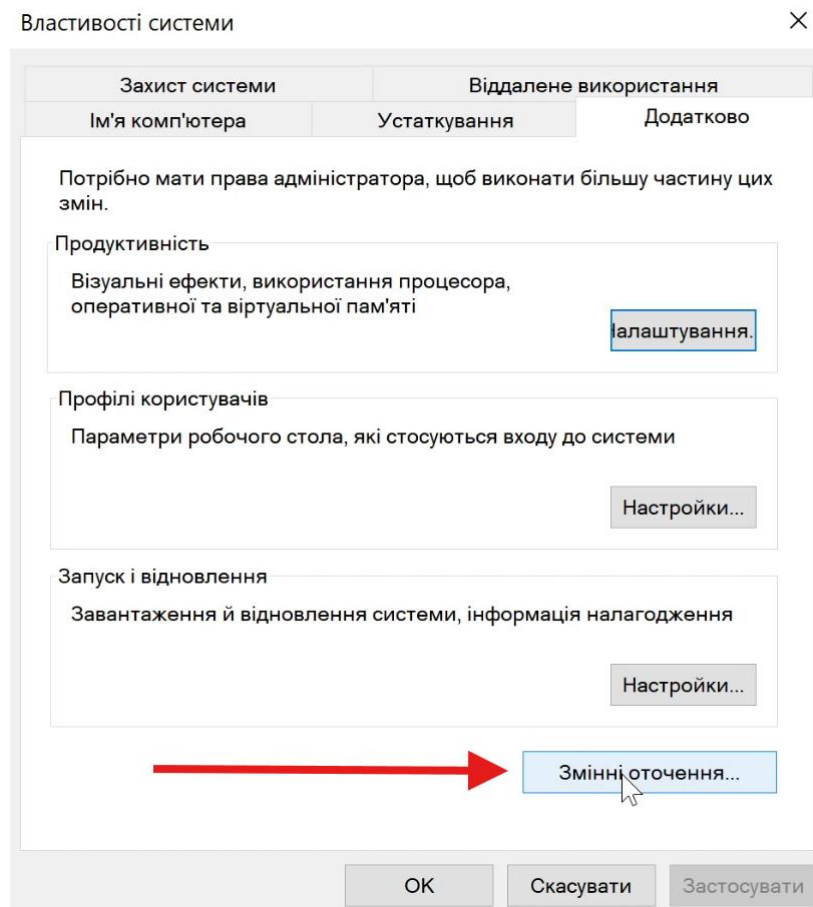 Властивості системи
Захист системи
Віддалене використання
Ім'я комп'ютера
Устаткування
Додатково
Потрібно мати права адміністратора, щоб виконати більшу частину цих
змін.
Продуктивність
Візуальні ефекти, використання процесора,
оперативної та віртуальної пам'яті
Налаштування.
Профілі користувачів
Параметри робочого стола, які стосуються входу до системи
Настройки...
Запуск і відновлення
Завантаження й відновлення системи, інформація налагодження
Настройки...
Змінні оточення...
OK
Скасувати
Застосувати